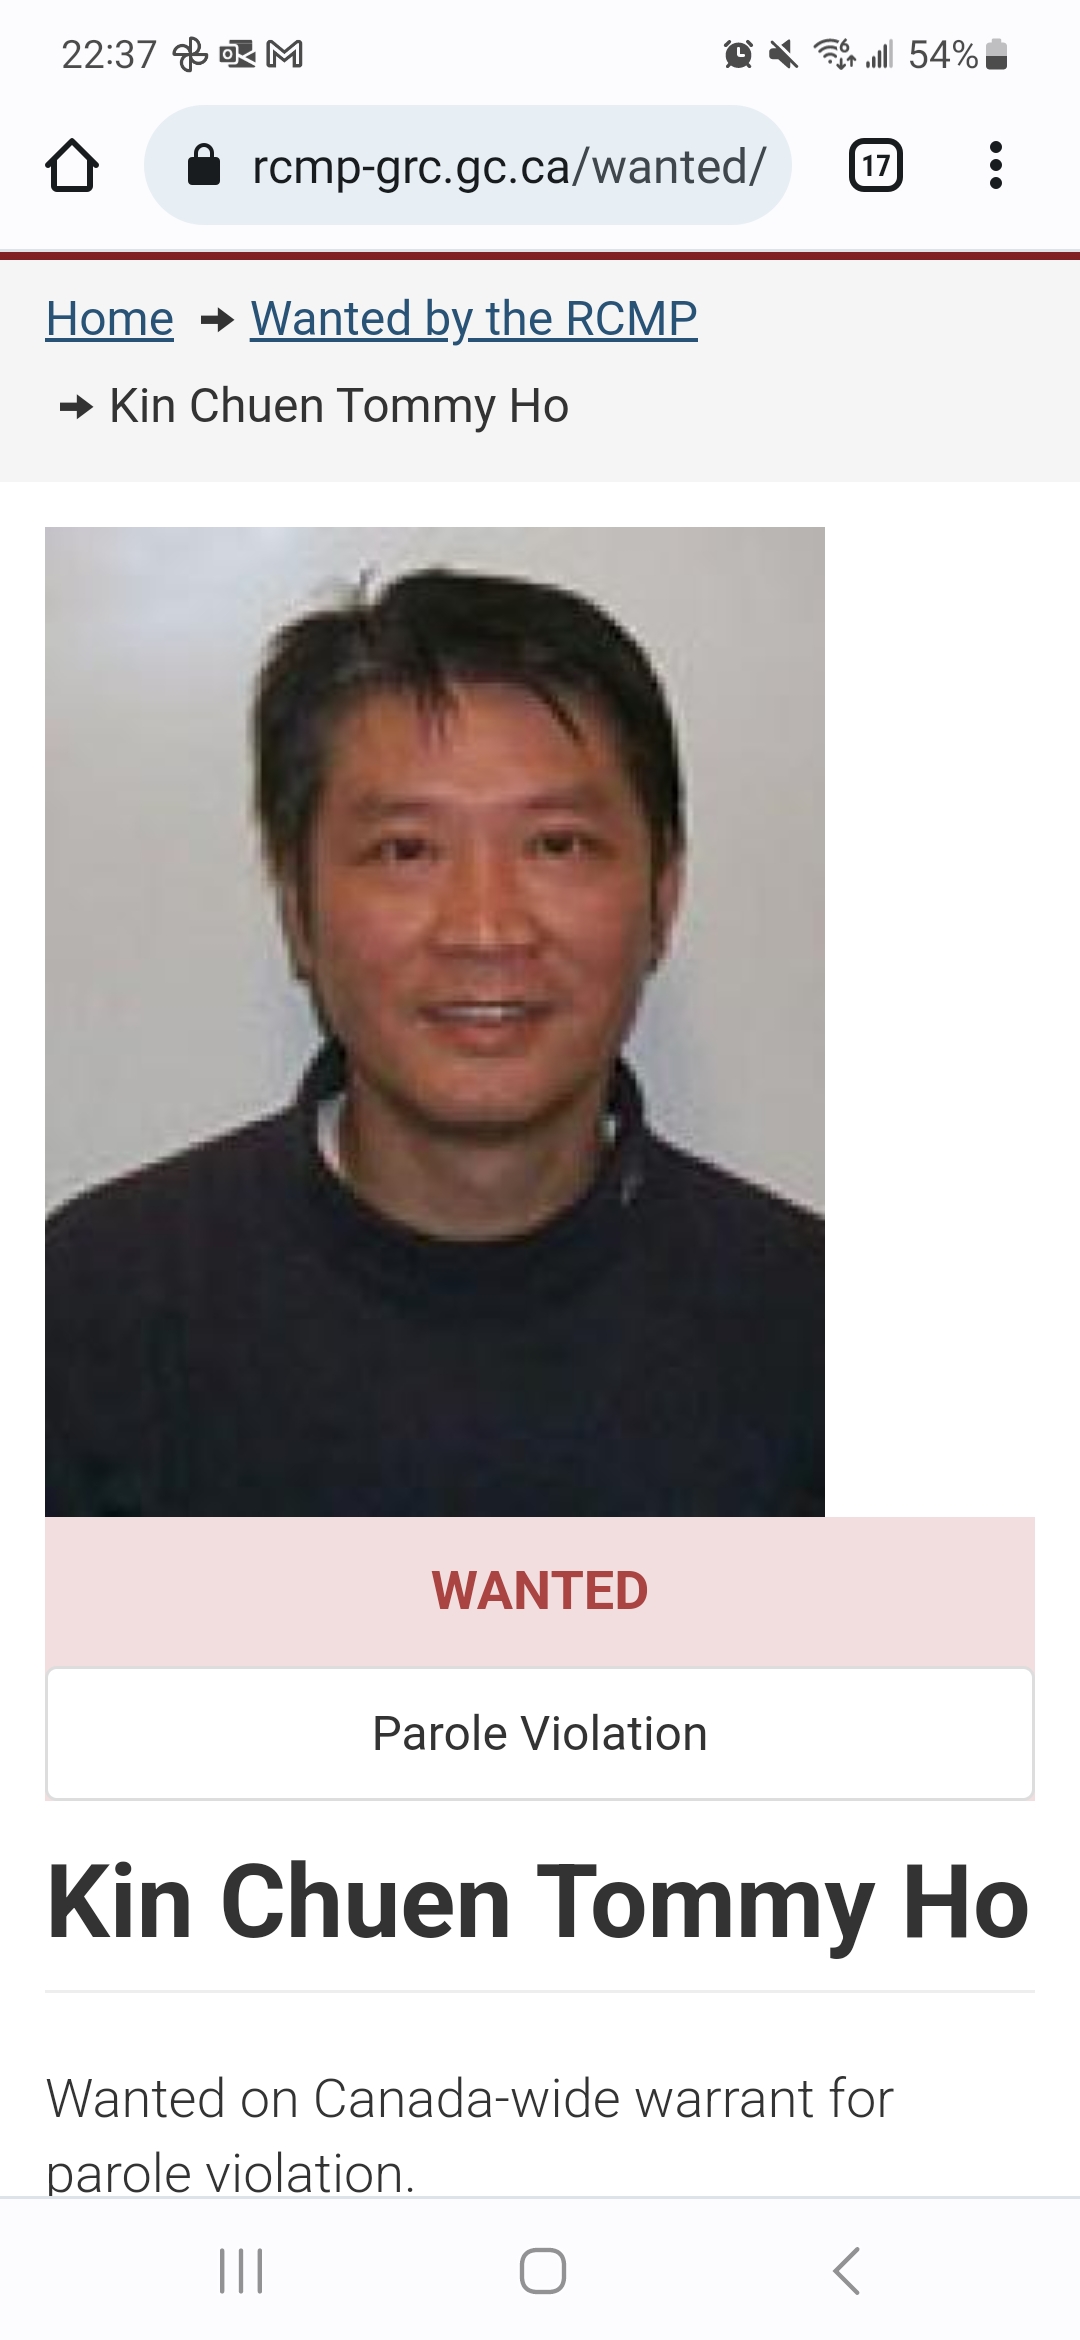 22:37
54%
rcmp-grc.gc.ca/wanted/
17
Home ➞ Wanted by the RCMP
➞ Kin Chuen Tommy Ho
WANTED
Parole Violation
Kin Chuen Tommy Ho
Wanted on Canada-wide warrant for
parole violation.